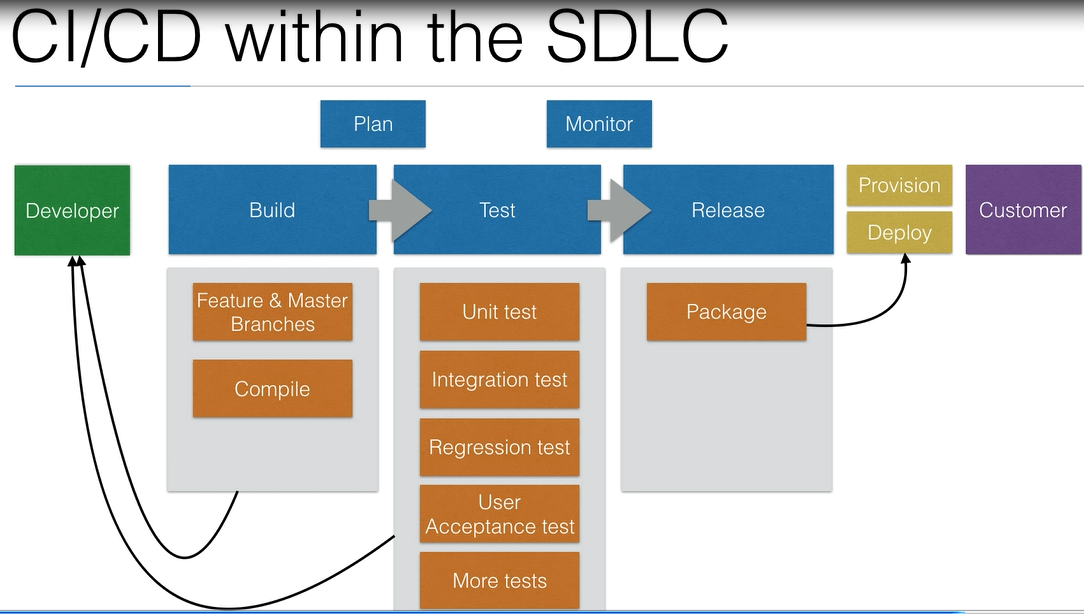 CI/CD within the SDLC
Plan
Monitor
Developer
Build
Test
Release
Provision
Deploy
Customer
Feature & Master
Branches
Compile
Unit test
Integration test
Regression test
User
Acceptance test
More tests
Package